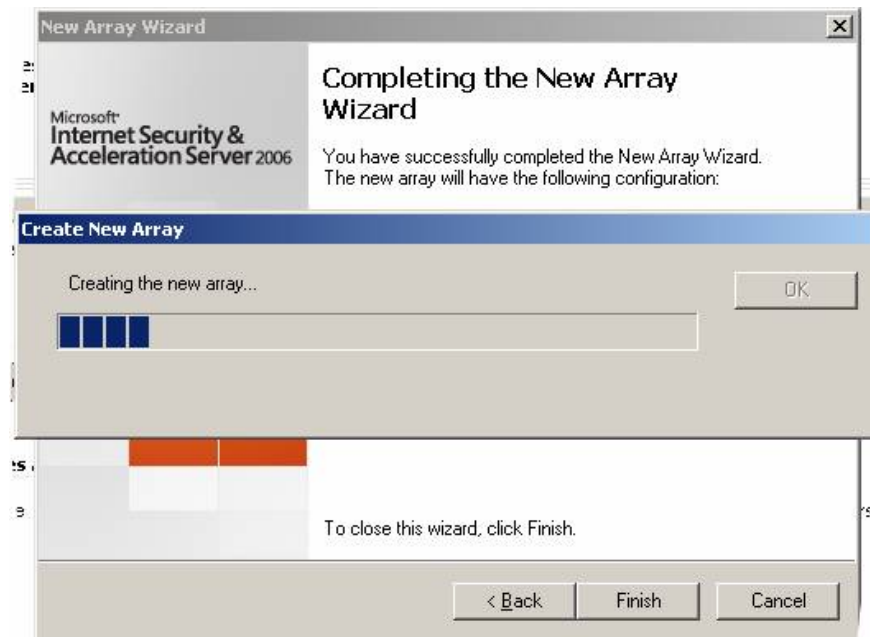 New Array Wizard
Microsoft
Internet Security &
Acceleration Server 2006
Completing the New Array
Wizard
You have successfully completed the New Array Wizard.
The new array will have the following configuration:
Create New Array
Creating the new array...
OK
To close this wizard, click Finish.
< Back
Finish
Cancel